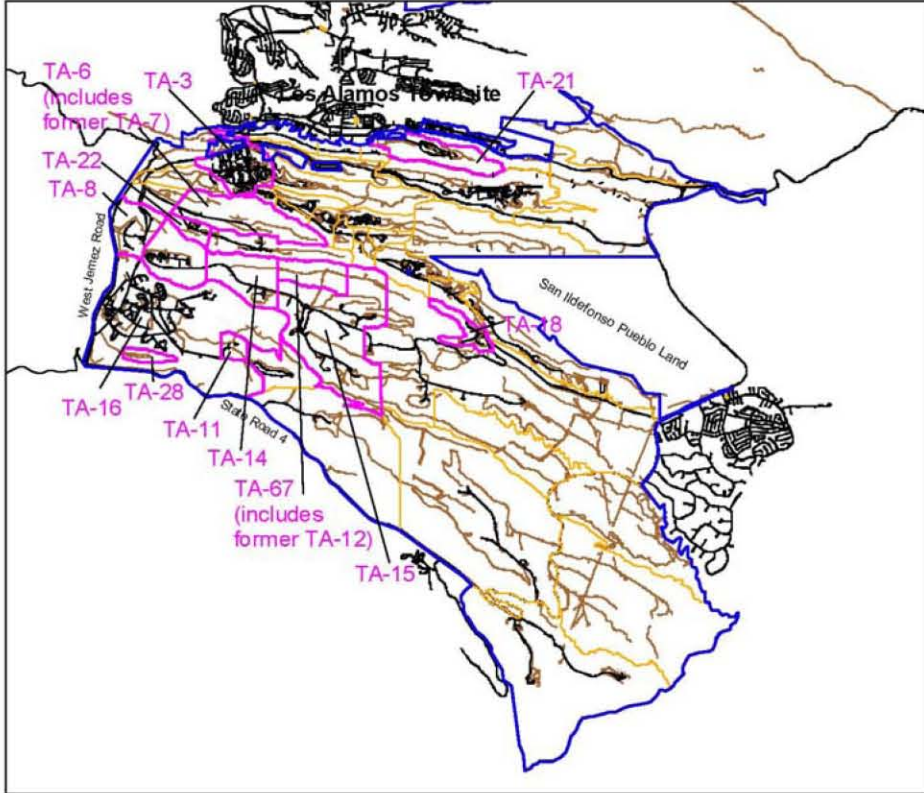 TA-6
(includes
former TA-7)
TA-3
Los Alamos Townsite
TA-21
TA-22
TA-8
West Jemez Road
San Ildefonso Pueblo Land
TA-18
TA-28
TA-16
TA-11
State Road 4
TA-14
TA-67
(includes
former TA-12)
TA-15